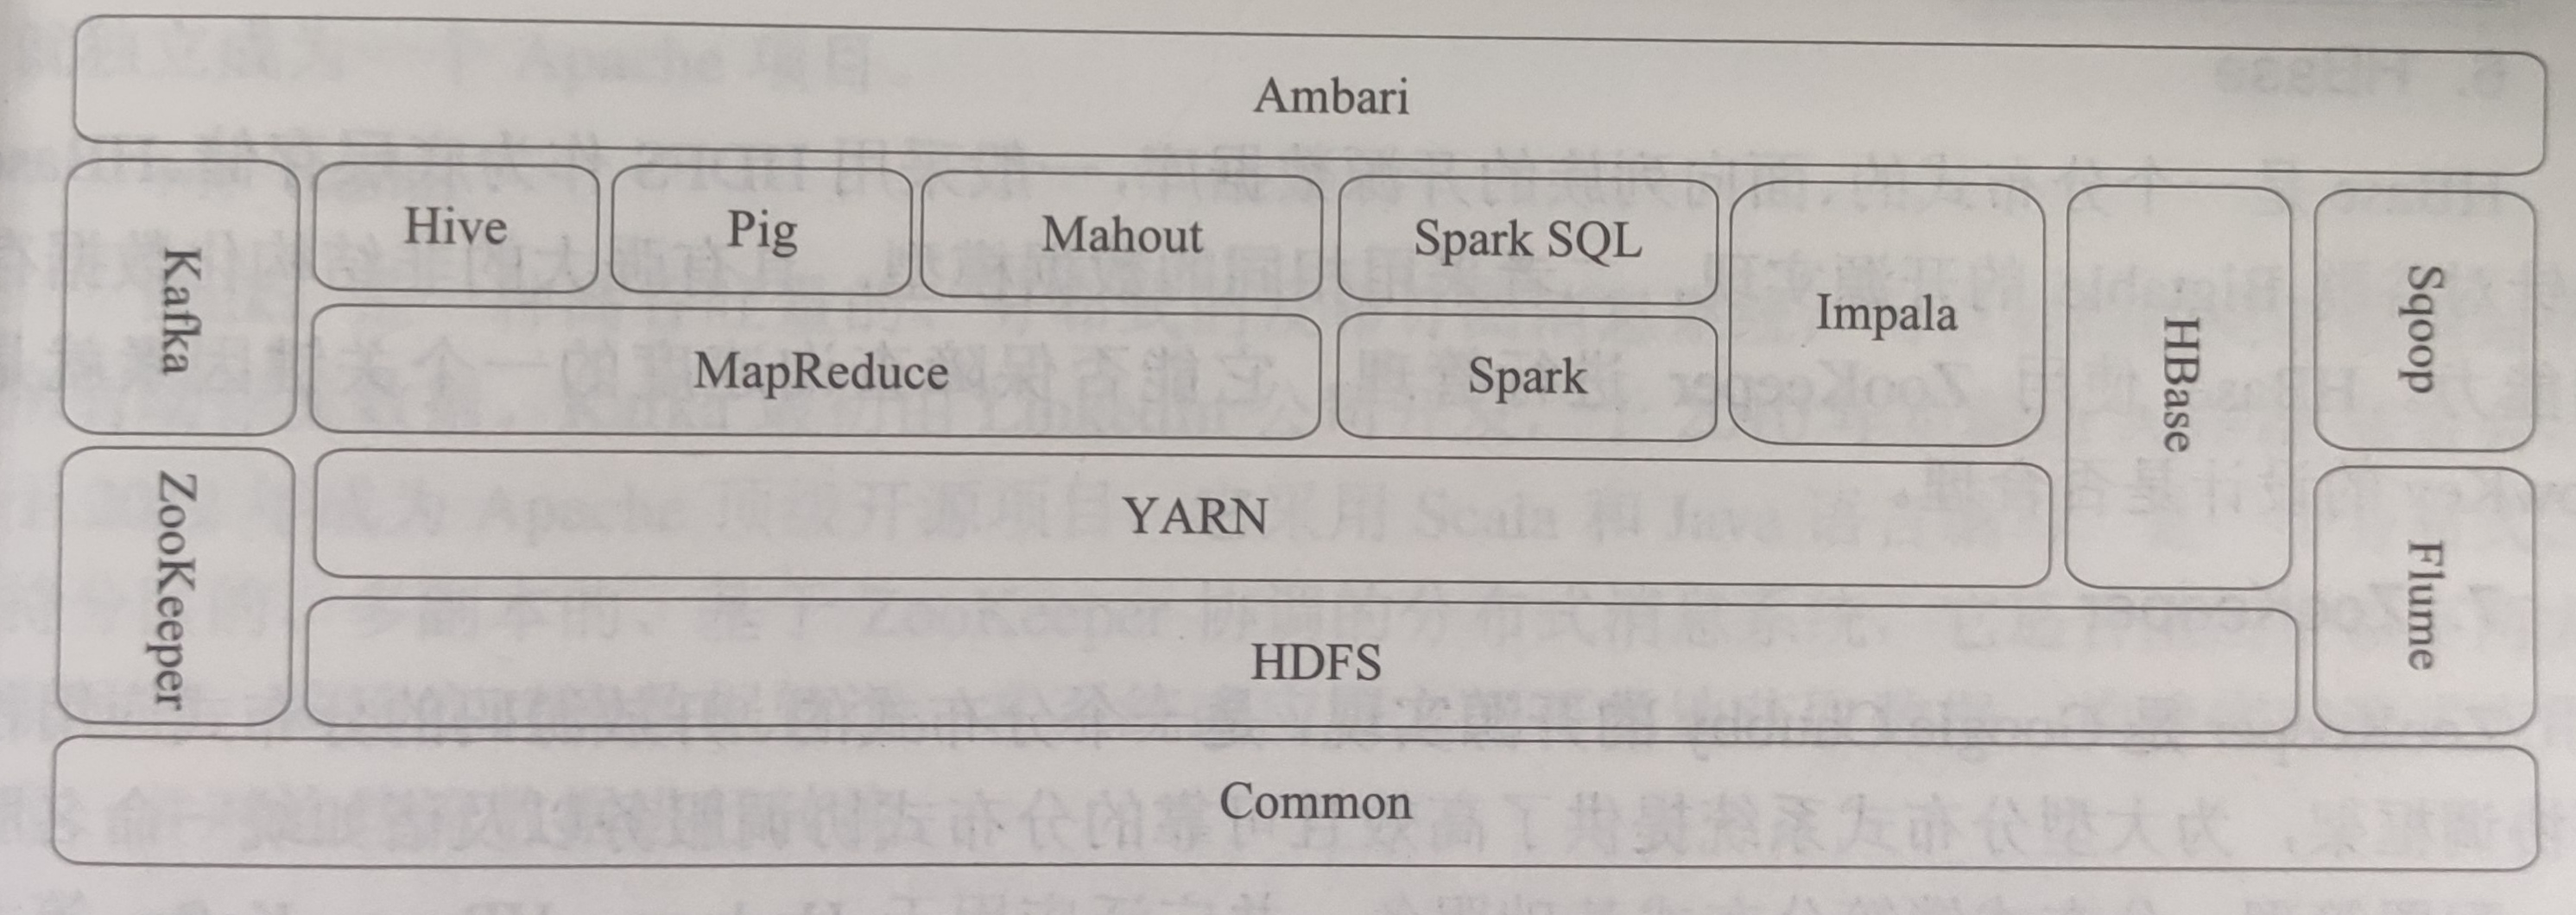 Ambari
Kafka
Hive
Pig
Mahout
Spark SQL
Impala
HBase
Sqoop
MapReduce
Spark
ZooKeeper
YARN
Flume
HDFS
Common